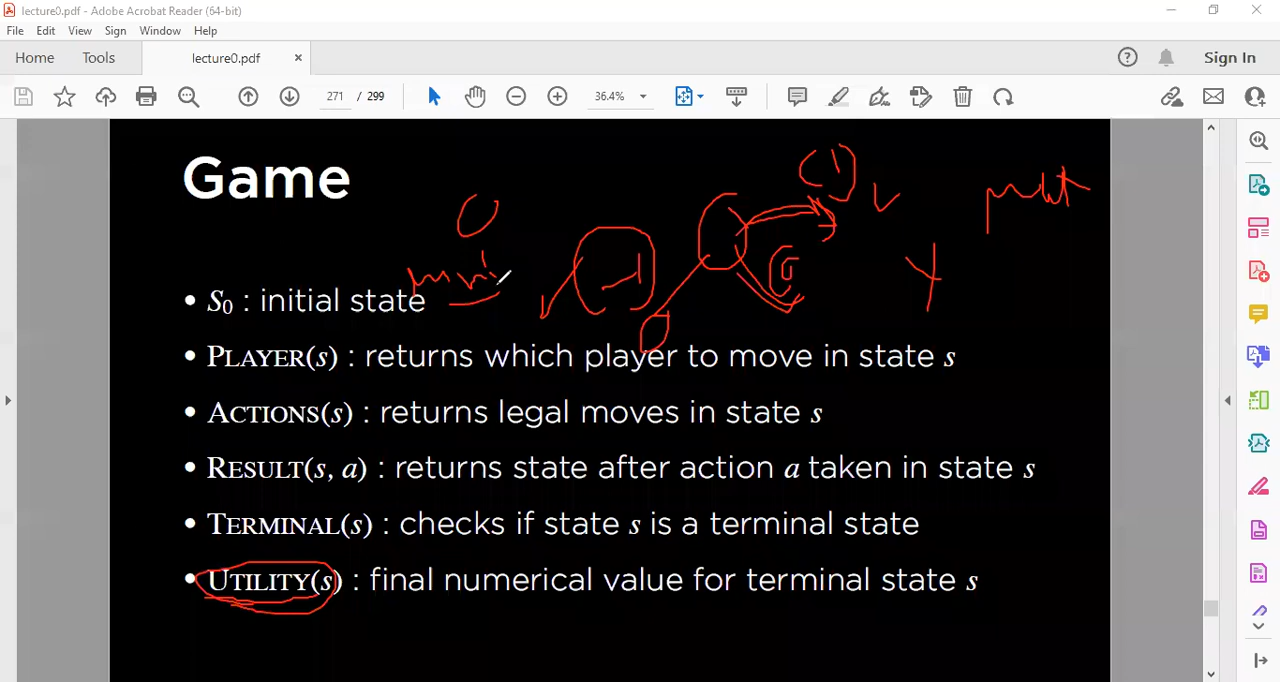 lecture0.pdf - Adobe Acrobat Reader (64-bit)
File Edit View Sign Window Help
Home Tools lecture0.pdf × Sign In
271 / 299 36.4%
Game
• S₀ : initial state
• PLAYER(s) : returns which player to move in state s
• ACTIONS(s) : returns legal moves in state s
• RESULT(s, a) : returns state after action a taken in state s
• TERMINAL(s) : checks if state s is a terminal state
• UTILITY(s) : final numerical value for terminal state s